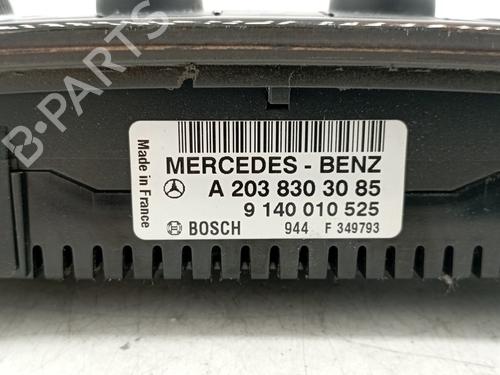 Made in France
MERCEDES - BENZ
A 203 830 30 85
9 140 010 525
BOSCH 944 F 349793
B-PARTS